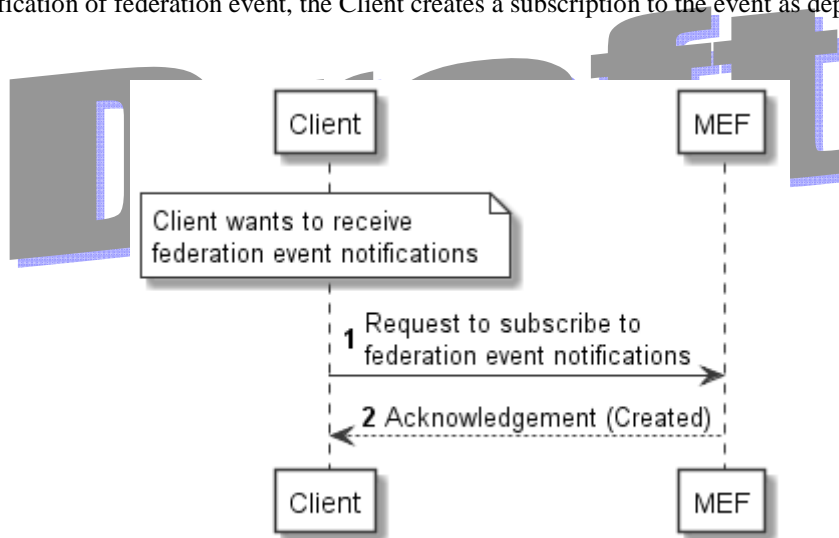 fication of federation event, the Client creates a subscription to the event as dep
Draft
Client
MEF
Client wants to receive
federation event notifications
1 Request to subscribe to
federation event notifications
2 Acknowledgement (Created)
Client
MEF